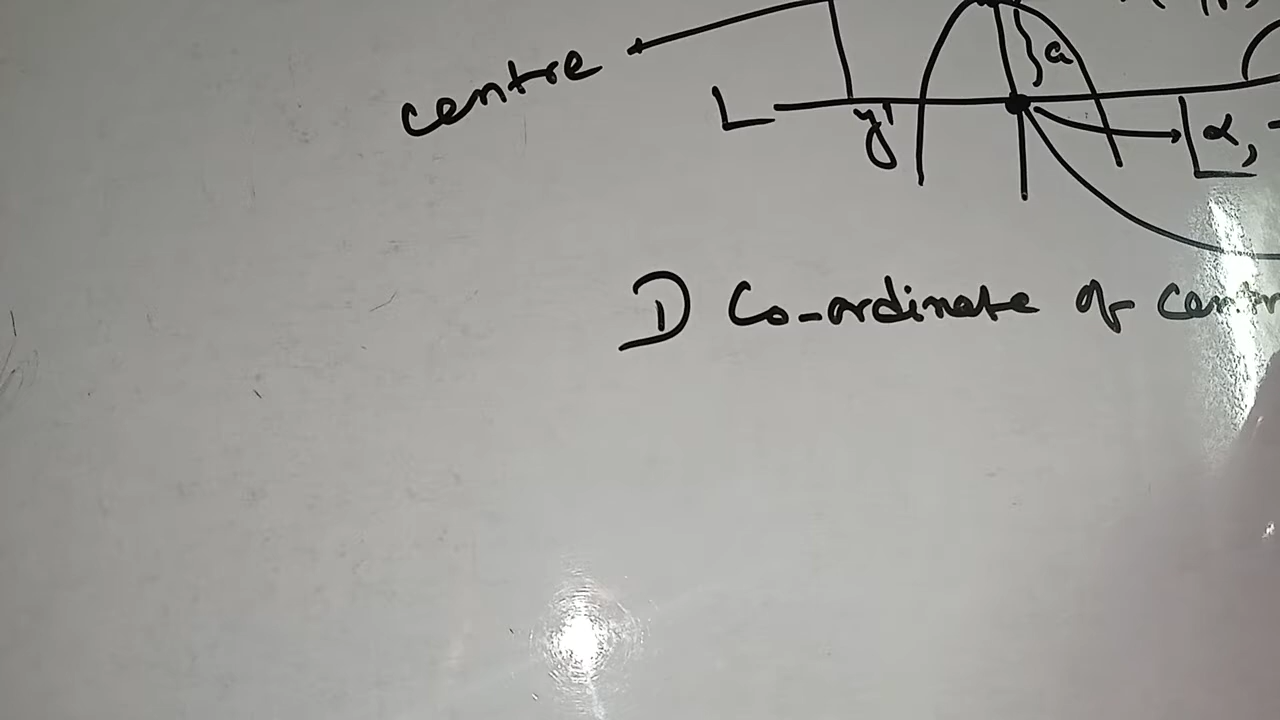 a
centre
L y' α,
1) Co-ordinate of centr